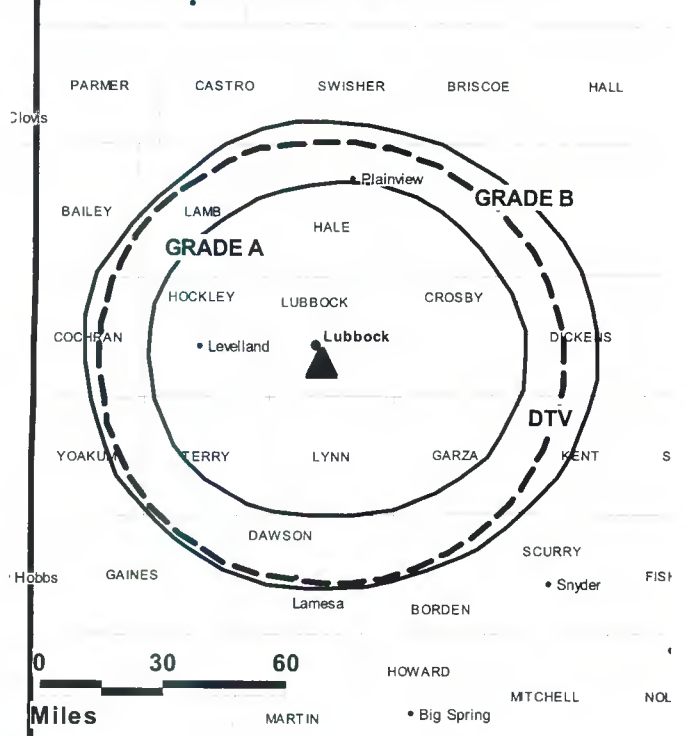 PARMER CASTRO SWISHER BRISCOE HALL
Clovis
Plainview
GRADE B
BAILEY LAMB
HALE
GRADE A
HOCKLEY LUBBOCK CROSBY
COCHRAN Levelland Lubbock DICKENS
DTV
YOAKUM TERRY LYNN GARZA KENT S
DAWSON
SCURRY
Hobbs GAINES Snyder FISH
Lamesa BORDEN
0 30 60
HOWARD
MITCHELL NOL
Miles MARTIN Big Spring